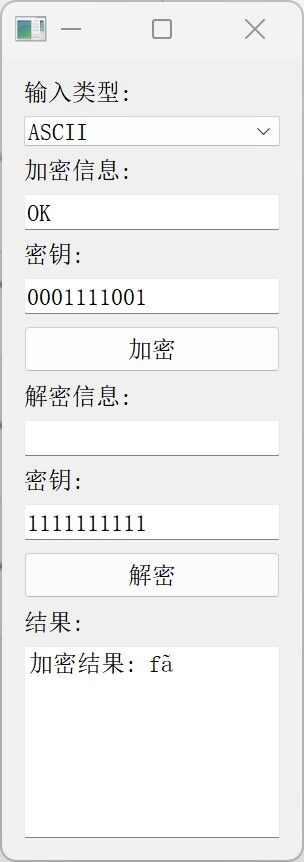 输入类型:
ASCII
加密信息:
OK
密钥:
0001111001
加密
解密信息:
密钥:
1111111111
解密
结果:
加密结果: fã